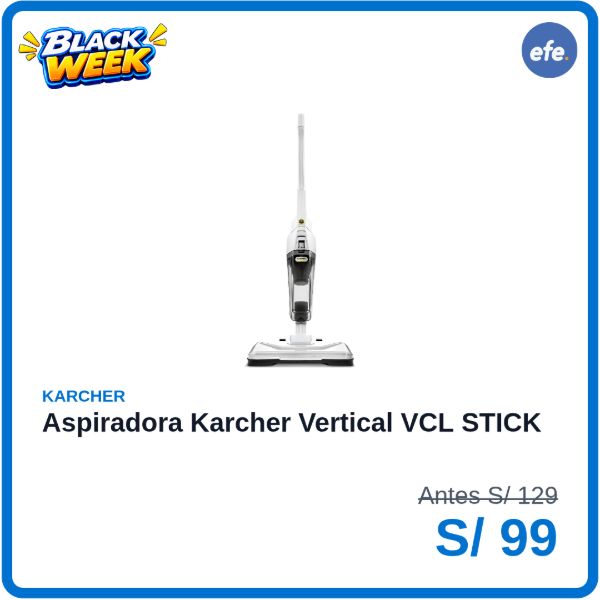 BLACK
WEEK
efe.
KARCHER
Aspiradora Karcher Vertical VCL STICK
Antes S/ 129
S/ 99